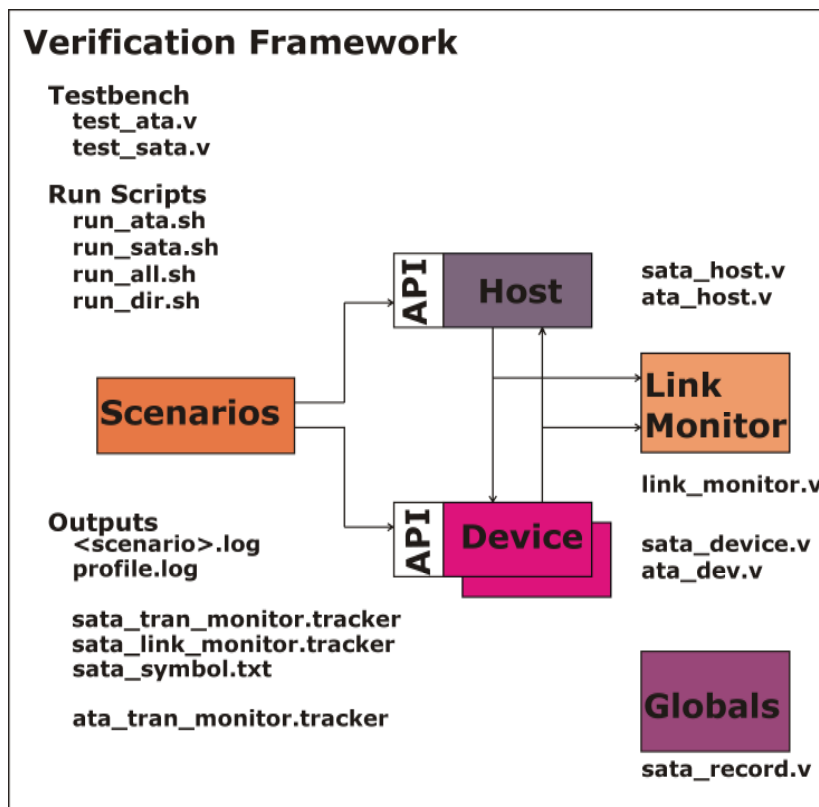 Verification Framework
Testbench
test_ata.v
test_sata.v
Run Scripts
run_ata.sh
run_sata.sh
run_all.sh
run_dir.sh
API
Host
sata_host.v
ata_host.v
Scenarios
Link
Monitor
link_monitor.v
Outputs
<scenario>.log
profile.log
sata_tran_monitor.tracker
sata_link_monitor.tracker
sata_symbol.txt
ata_tran_monitor.tracker
API
Device
sata_device.v
ata_dev.v
Globals
sata_record.v